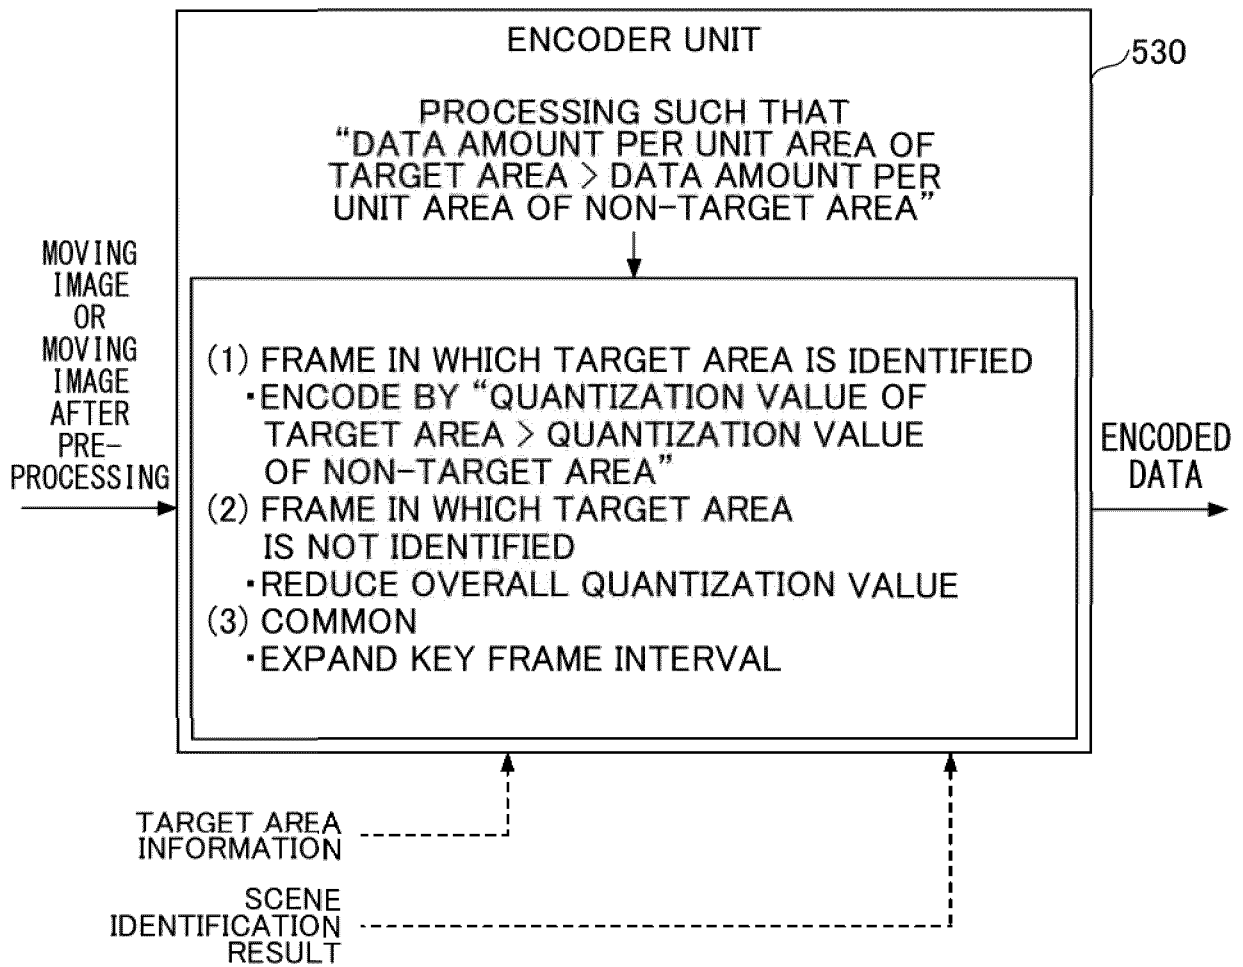 ENCODER UNIT
530
PROCESSING SUCH THAT
“DATA AMOUNT PER UNIT AREA OF
TARGET AREA > DATA AMOUNT PER
UNIT AREA OF NON-TARGET AREA”
MOVING
IMAGE
OR
MOVING
IMAGE
AFTER
PRE-
PROCESSING
(1) FRAME IN WHICH TARGET AREA IS IDENTIFIED
・ENCODE BY “QUANTIZATION VALUE OF
TARGET AREA > QUANTIZATION VALUE
OF NON-TARGET AREA”
(2) FRAME IN WHICH TARGET AREA
IS NOT IDENTIFIED
・REDUCE OVERALL QUANTIZATION VALUE
(3) COMMON
・EXPAND KEY FRAME INTERVAL
ENCODED
DATA
TARGET AREA
INFORMATION
SCENE
IDENTIFICATION
RESULT